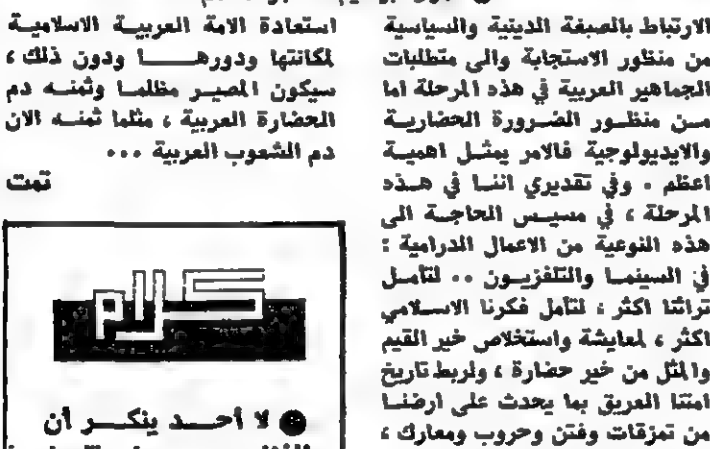 الارتباط بالصبغة الدينية والسياسية
من منظور الاستجابة والى متطلبات
الجماهير العربية في هذه المرحلة اما
من منظور الضرورة الحضارية
والايديولوجية فالامر يمثل اهمية
اعظم . وفي تقديري اننا في هذه
المرحلة ، في مسيس الحاجة الى
هذه النوعية من الاعمال الدرامية :
في السينما والتلفزيون .. لتأمل
تراثنا اكثر ، لتأمل فكرنا الاسلامي
اكثر ، لمعايشة واستخلاص خير القيم
والمثل من خير حضارة ، ولربط تاريخ
امتنا العريق بما يحدث على ارضنا
من تمزقات وفتن وحروب ومعارك ،
استعادة الامة العربية الاسلامية
لمكانتها ودورها ودون ذلك ،
سيكون المصير مظلما وثمنه دم
الحضارة العربية ، مثلما ثمنه الان
دم الشعوب العربية ...
تمت
كلام
● لا أحد ينكر أن